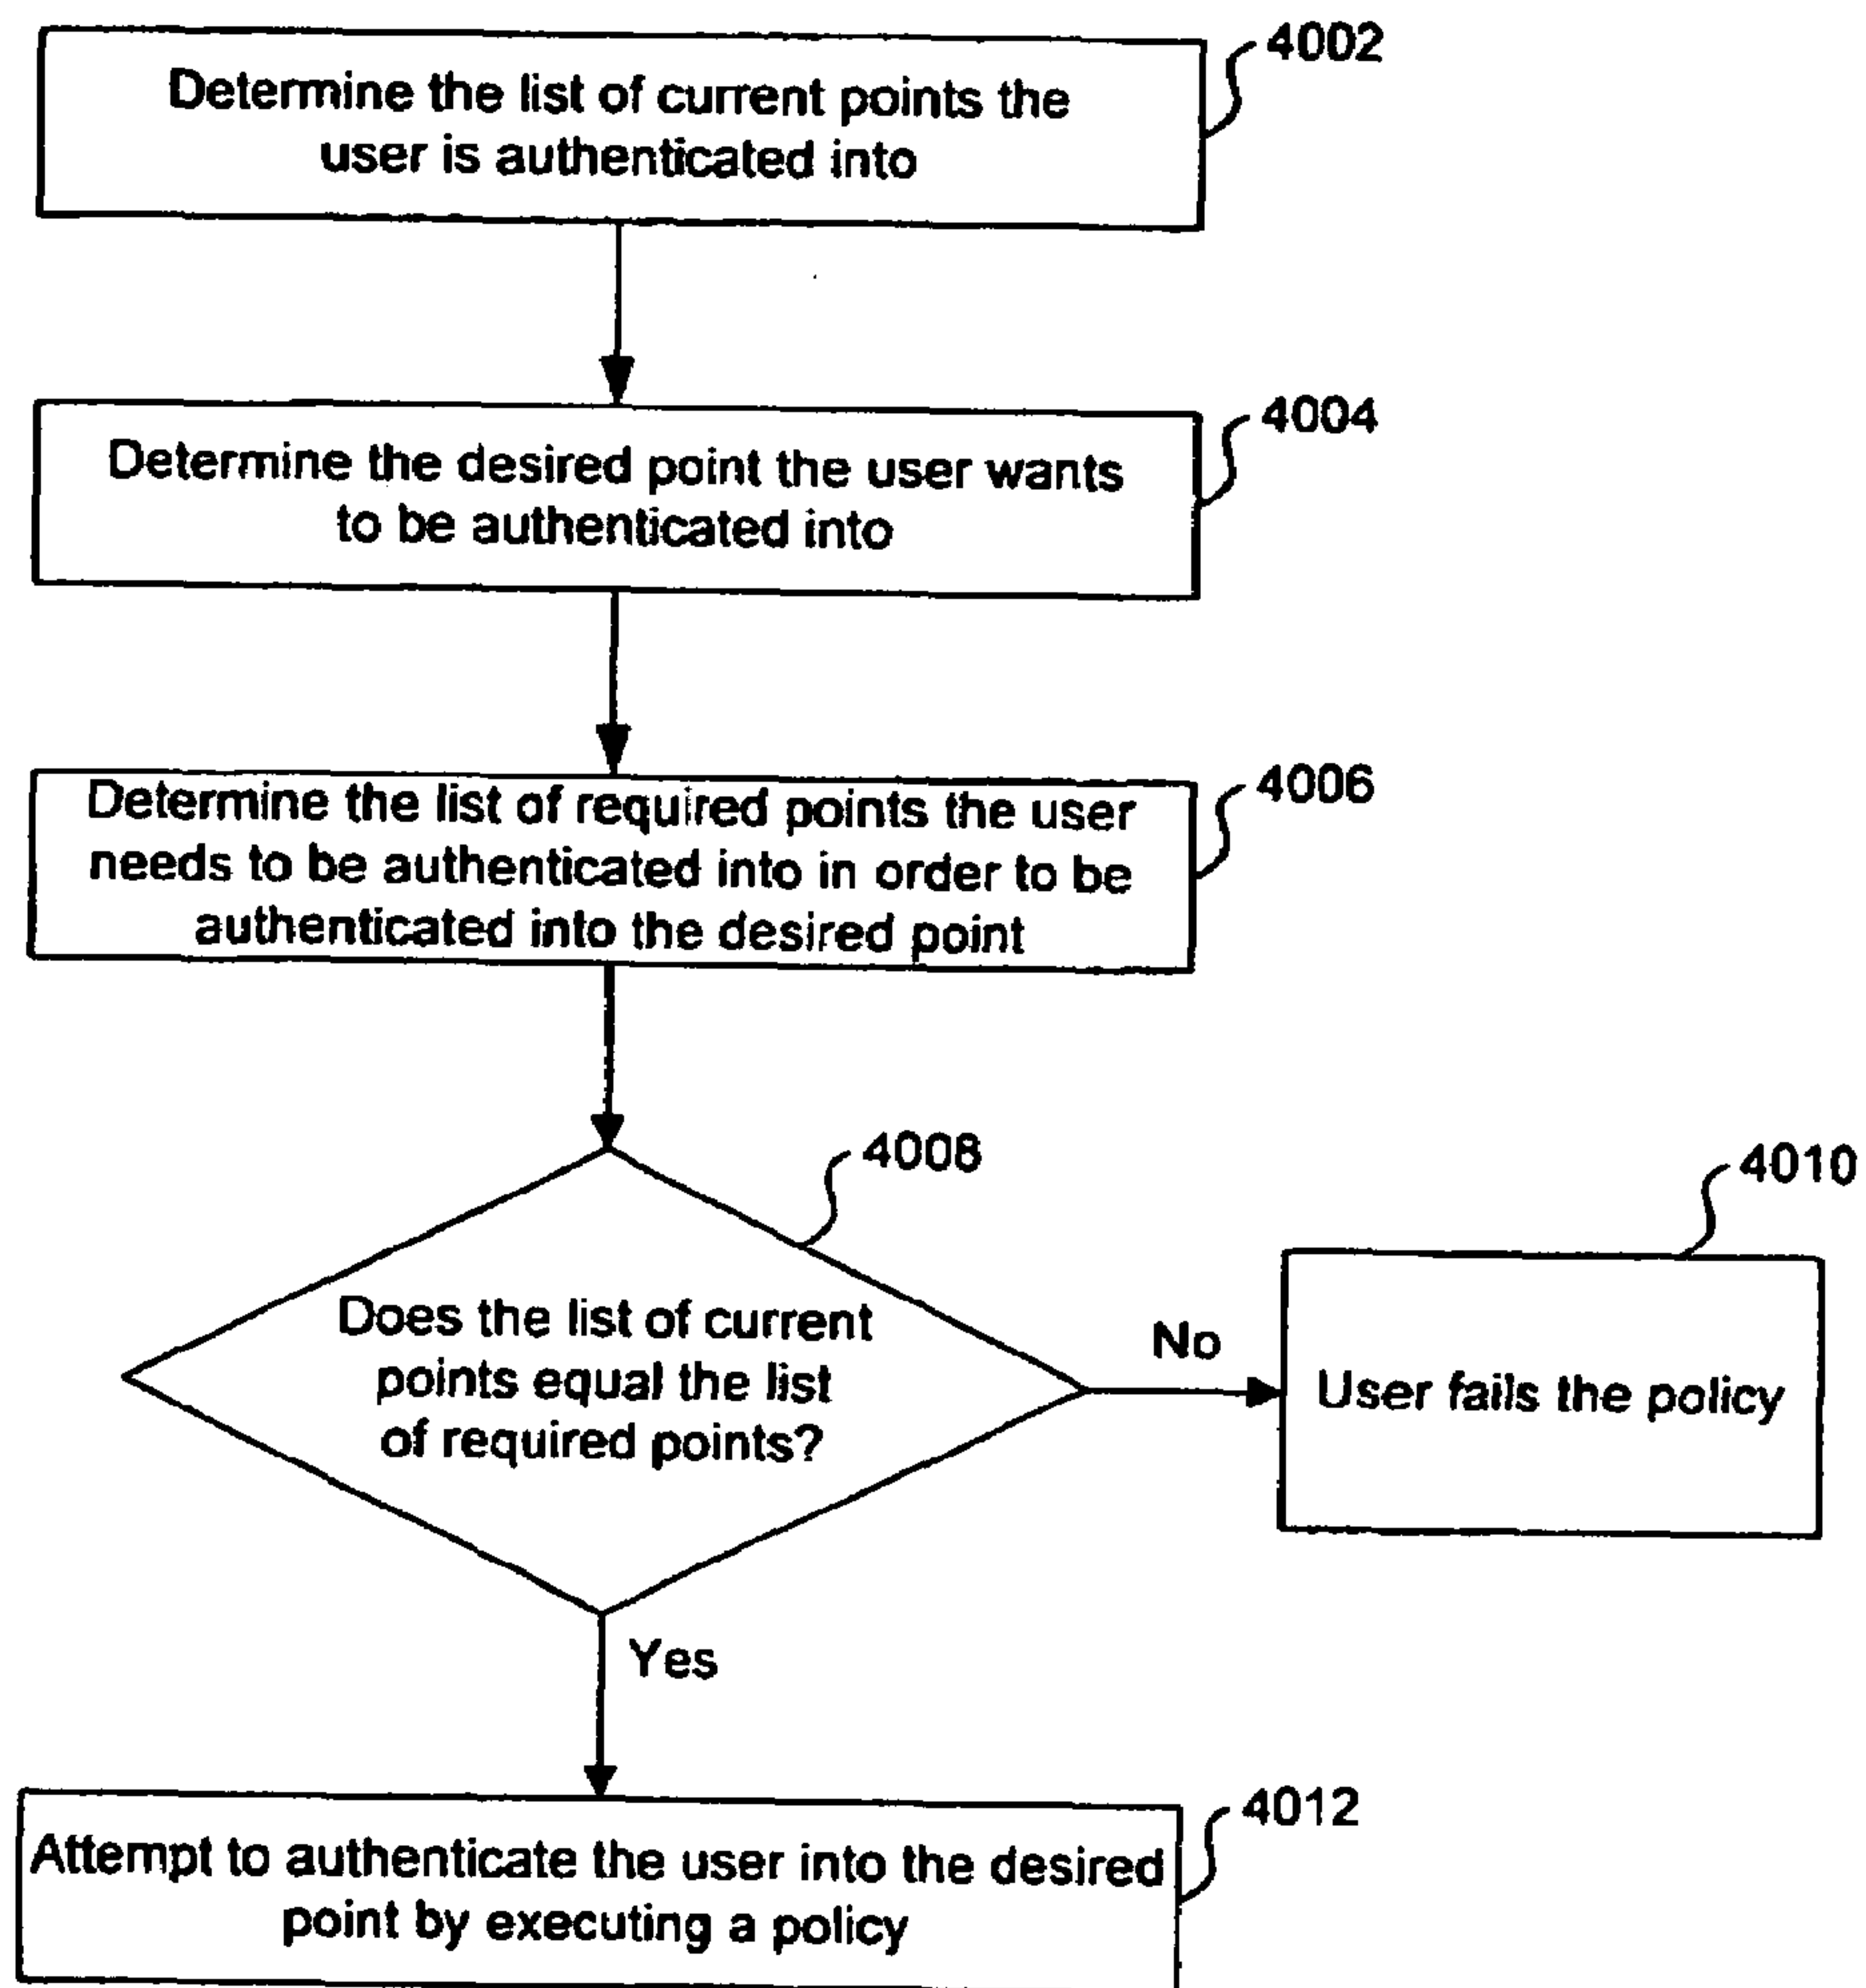 4002
Determine the list of current points the
user is authenticated into
4004
Determine the desired point the user wants
to be authenticated into
4006
Determine the list of required points the user
needs to be authenticated into in order to be
authenticated into the desired point
4008
4010
Does the list of current
points equal the list
of required points?
No
User fails the policy
Yes
4012
Attempt to authenticate the user into the desired
point by executing a policy